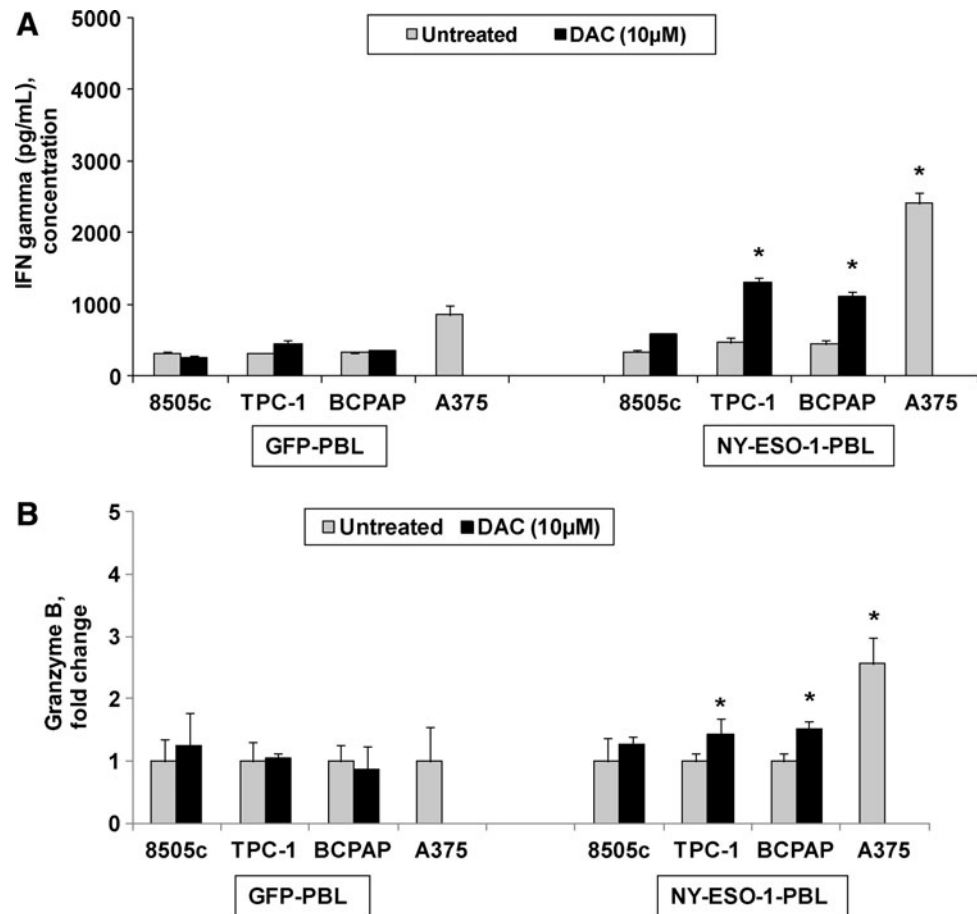 A
Untreated DAC (10µM)
IFN gamma (pg/mL),
concentration
5000
4000
3000
2000
1000
0
* * *
8505c TPC-1 BCPAP A375 8505c TPC-1 BCPAP A375
GFP-PBL NY-ESO-1-PBL
B
Untreated DAC (10µM)
Granzyme B,
fold change
5
4
3
2
1
0
* * *
8505c TPC-1 BCPAP A375 8505c TPC-1 BCPAP A375
GFP-PBL NY-ESO-1-PBL